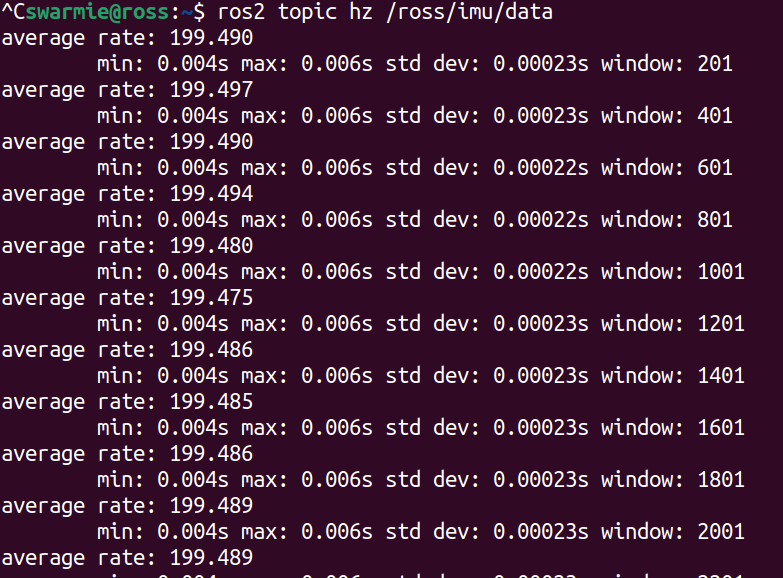 ^Cswarmie@ross:~$ ros2 topic hz /ross/imu/data
average rate: 199.490
        min: 0.004s max: 0.006s std dev: 0.00023s window: 201
average rate: 199.497
        min: 0.004s max: 0.006s std dev: 0.00023s window: 401
average rate: 199.490
        min: 0.004s max: 0.006s std dev: 0.00022s window: 601
average rate: 199.494
        min: 0.004s max: 0.006s std dev: 0.00022s window: 801
average rate: 199.480
        min: 0.004s max: 0.006s std dev: 0.00022s window: 1001
average rate: 199.475
        min: 0.004s max: 0.006s std dev: 0.00023s window: 1201
average rate: 199.486
        min: 0.004s max: 0.006s std dev: 0.00023s window: 1401
average rate: 199.485
        min: 0.004s max: 0.006s std dev: 0.00023s window: 1601
average rate: 199.486
        min: 0.004s max: 0.006s std dev: 0.00023s window: 1801
average rate: 199.489
        min: 0.004s max: 0.006s std dev: 0.00023s window: 2001
average rate: 199.489